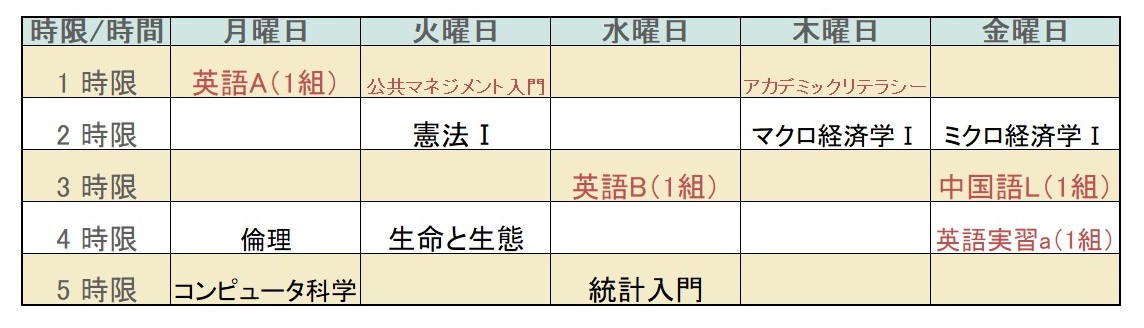 時限/時間 月曜日 火曜日 水曜日 木曜日 金曜日
1 時限 英語A(1組) 公共マネジメント入門 アカデミックリテラシー
2 時限 憲法Ⅰ マクロ経済学Ⅰ ミクロ経済学Ⅰ
3 時限 英語B(1組) 中国語L(1組)
4 時限 倫理 生命と生態 英語実習a(1組)
5 時限 コンピュータ科学 統計入門